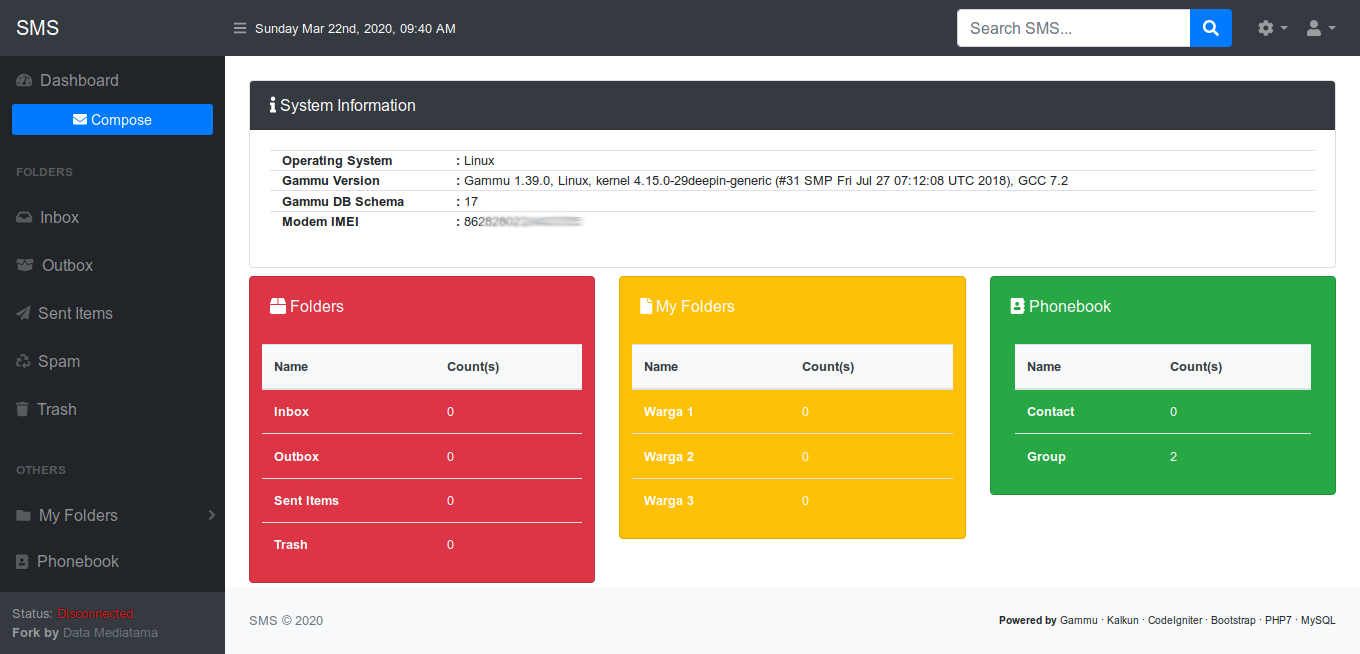 SMS
Sunday Mar 22nd, 2020, 09:40 AM
Search SMS...
Dashboard
Compose
FOLDERS
Inbox
Outbox
Sent Items
Spam
Trash
OTHERS
My Folders
Phonebook
Status: Disconnected
Fork by Data Mediatama
System Information
Operating System : Linux
Gammu Version : Gammu 1.39.0, Linux, kernel 4.15.0-29deepin-generic (#31 SMP Fri Jul 27 07:12:08 UTC 2018), GCC 7.2
Gammu DB Schema : 17
Modem IMEI :
Folders
Name Count(s)
Inbox 0
Outbox 0
Sent Items 0
Trash 0
My Folders
Name Count(s)
Warga 1 0
Warga 2 0
Warga 3 0
Phonebook
Name Count(s)
Contact 0
Group 2
SMS © 2020
Powered by Gammu · Kalkun · CodeIgniter · Bootstrap · PHP7 · MySQL